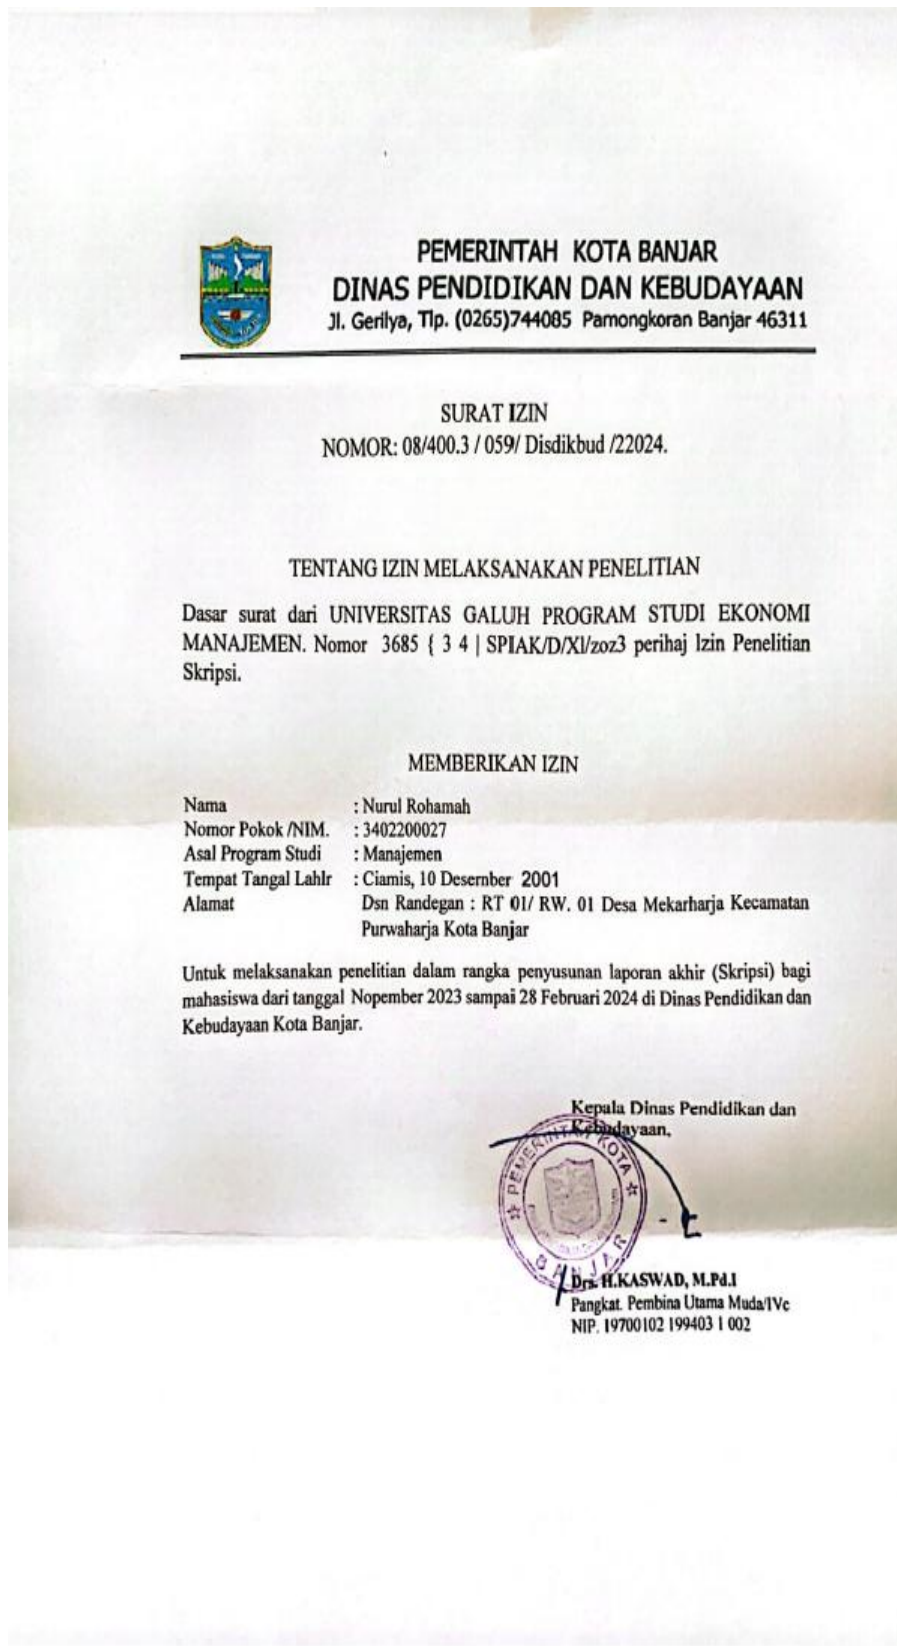 PEMERINTAH KOTA BANJAR
DINAS PENDIDIKAN DAN KEBUDAYAAN
Jl. Gerilya, Tlp. (0265)744085 Pamongkoran Banjar 46311
SURAT IZIN
NOMOR: 08/400.3 / 059/ Disdikbud /22024.
TENTANG IZIN MELAKSANAKAN PENELITIAN
Dasar surat dari UNIVERSITAS GALUH PROGRAM STUDI EKONOMI
MANAJEMEN. Nomor 3685 { 3 4 | SPIAK/D/XI/zoz3 perihaj Izin Penelitian
Skripsi.
MEMBERIKAN IZIN
Nama : Nurul Rohamah
Nomor Pokok /NIM. : 3402200027
Asal Program Studi : Manajemen
Tempat Tangal Lahlr : Ciamis, 10 Desernber 2001
Alamat Dsn Randegan : RT 01/ RW. 01 Desa Mekarharja Kecamatan
Purwaharja Kota Banjar
Untuk melaksanakan penelitian dalam rangka penyusunan laporan akhir (Skripsi) bagi
mahasiswa dari tanggal Nopember 2023 sampai 28 Februari 2024 di Dinas Pendidikan dan
Kebudayaan Kota Banjar.
Kepala Dinas Pendidikan dan
Kebudayaan,
PEMERINTAH KOTA
BANJAR
Drs. H.KASWAD, M.Pd.I
Pangkat. Pembina Utama Muda/IVc
NIP. 19700102 199403 1 002